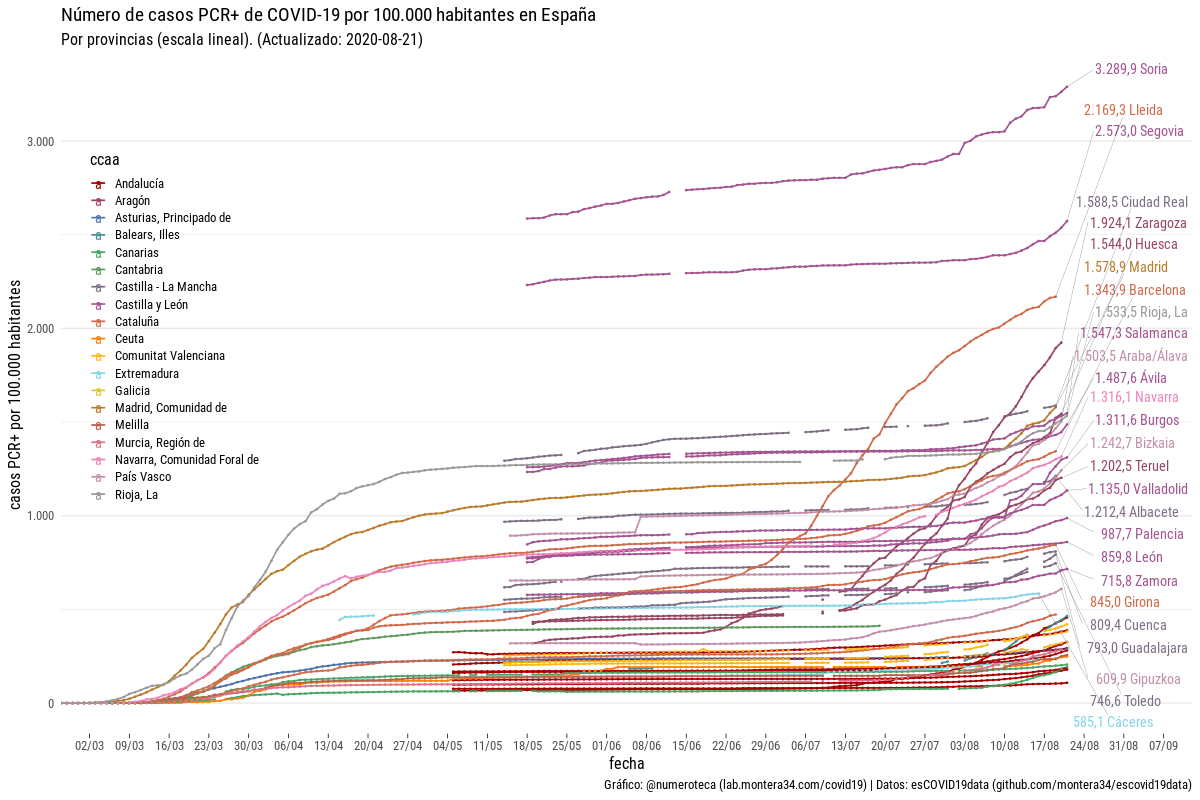 Número de casos PCR+ de COVID-19 por 100.000 habitantes en España
Por provincias (escala lineal). (Actualizado: 2020-08-21)
casos PCR+ por 100.000 habitantes
3.000
2.000
1.000
0
ccaa
a Andalucía
a Aragón
a Asturias, Principado de
a Balears, Illes
a Canarias
a Cantabria
a Castilla - La Mancha
a Castilla y León
a Cataluña
a Ceuta
a Comunitat Valenciana
a Extremadura
a Galicia
a Madrid, Comunidad de
a Melilla
a Murcia, Región de
a Navarra, Comunidad Foral de
a País Vasco
a Rioja, La
3.289,9 Soria
2.169,3 Lleida
2.573,0 Segovia
1.588,5 Ciudad Real
1.924,1 Zaragoza
1.544,0 Huesca
1.578,9 Madrid
1.343,9 Barcelona
1.533,5 Rioja, La
1.547,3 Salamanca
1.503,5 Araba/Álava
1.487,6 Ávila
1.316,1 Navarra
1.311,6 Burgos
1.242,7 Bizkaia
1.202,5 Teruel
1.135,0 Valladolid
1.212,4 Albacete
987,7 Palencia
859,8 León
715,8 Zamora
845,0 Girona
809,4 Cuenca
793,0 Guadalajara
609,9 Gipuzkoa
746,6 Toledo
585,1 Cáceres
02/03 09/03 16/03 23/03 30/03 06/04 13/04 20/04 27/04 04/05 11/05 18/05 25/05 01/06 08/06 15/06 22/06 29/06 06/07 13/07 20/07 27/07 03/08 10/08 17/08 24/08 31/08 07/09
fecha
Gráfico: @numeroteca (lab.montera34.com/covid19) | Datos: esCOVID19data (github.com/montera34/escovid19data)